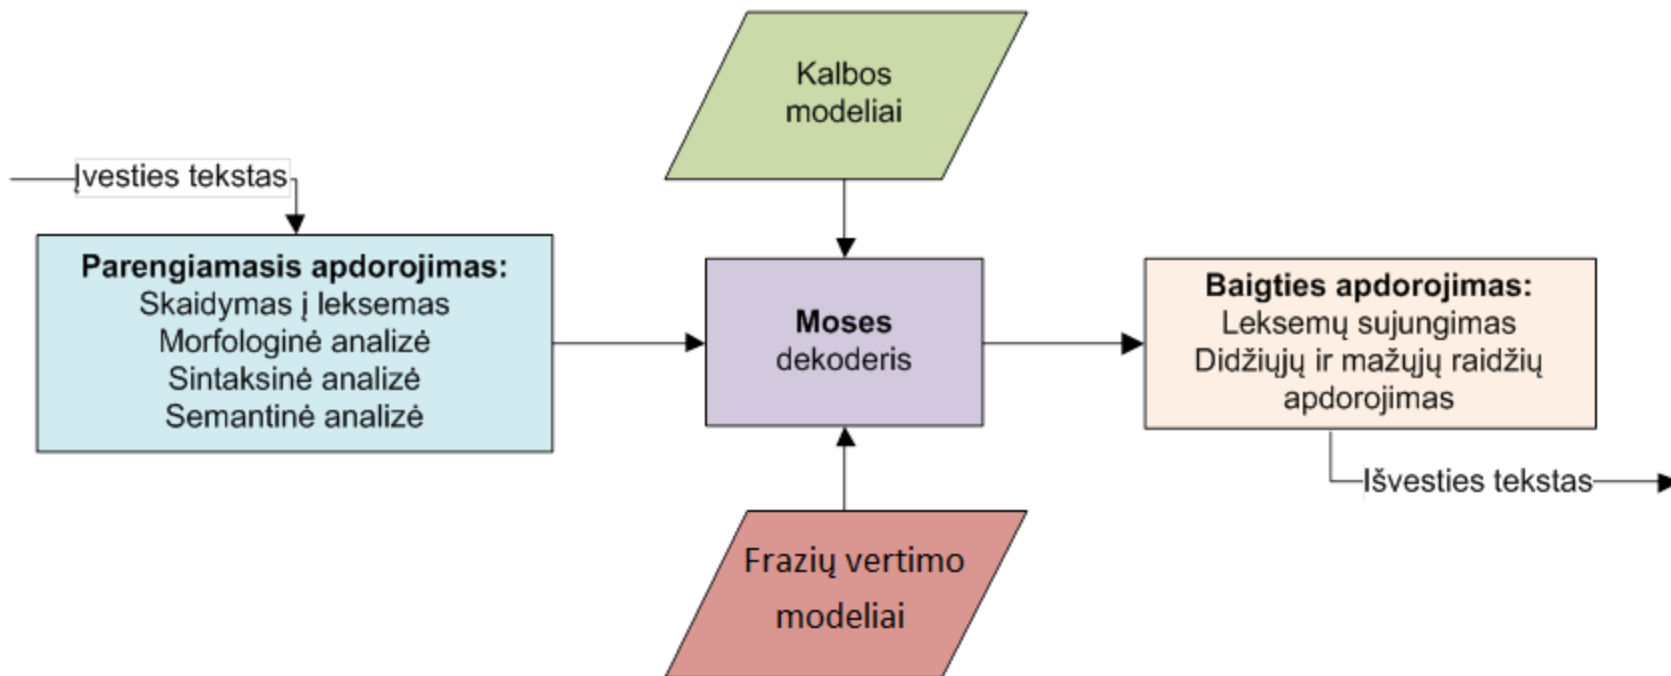 Kalbos
modeliai
Įvesties tekstas
Parengiamasis apdorojimas:
Skaidymas į leksemas
Morfologinė analizė
Sintaksinė analizė
Semantinė analizė
Moses
dekoderis
Baigties apdorojimas:
Leksemų sujungimas
Didžiųjų ir mažųjų raidžių
apdorojimas
Išvesties tekstas
Frazių vertimo
modeliai